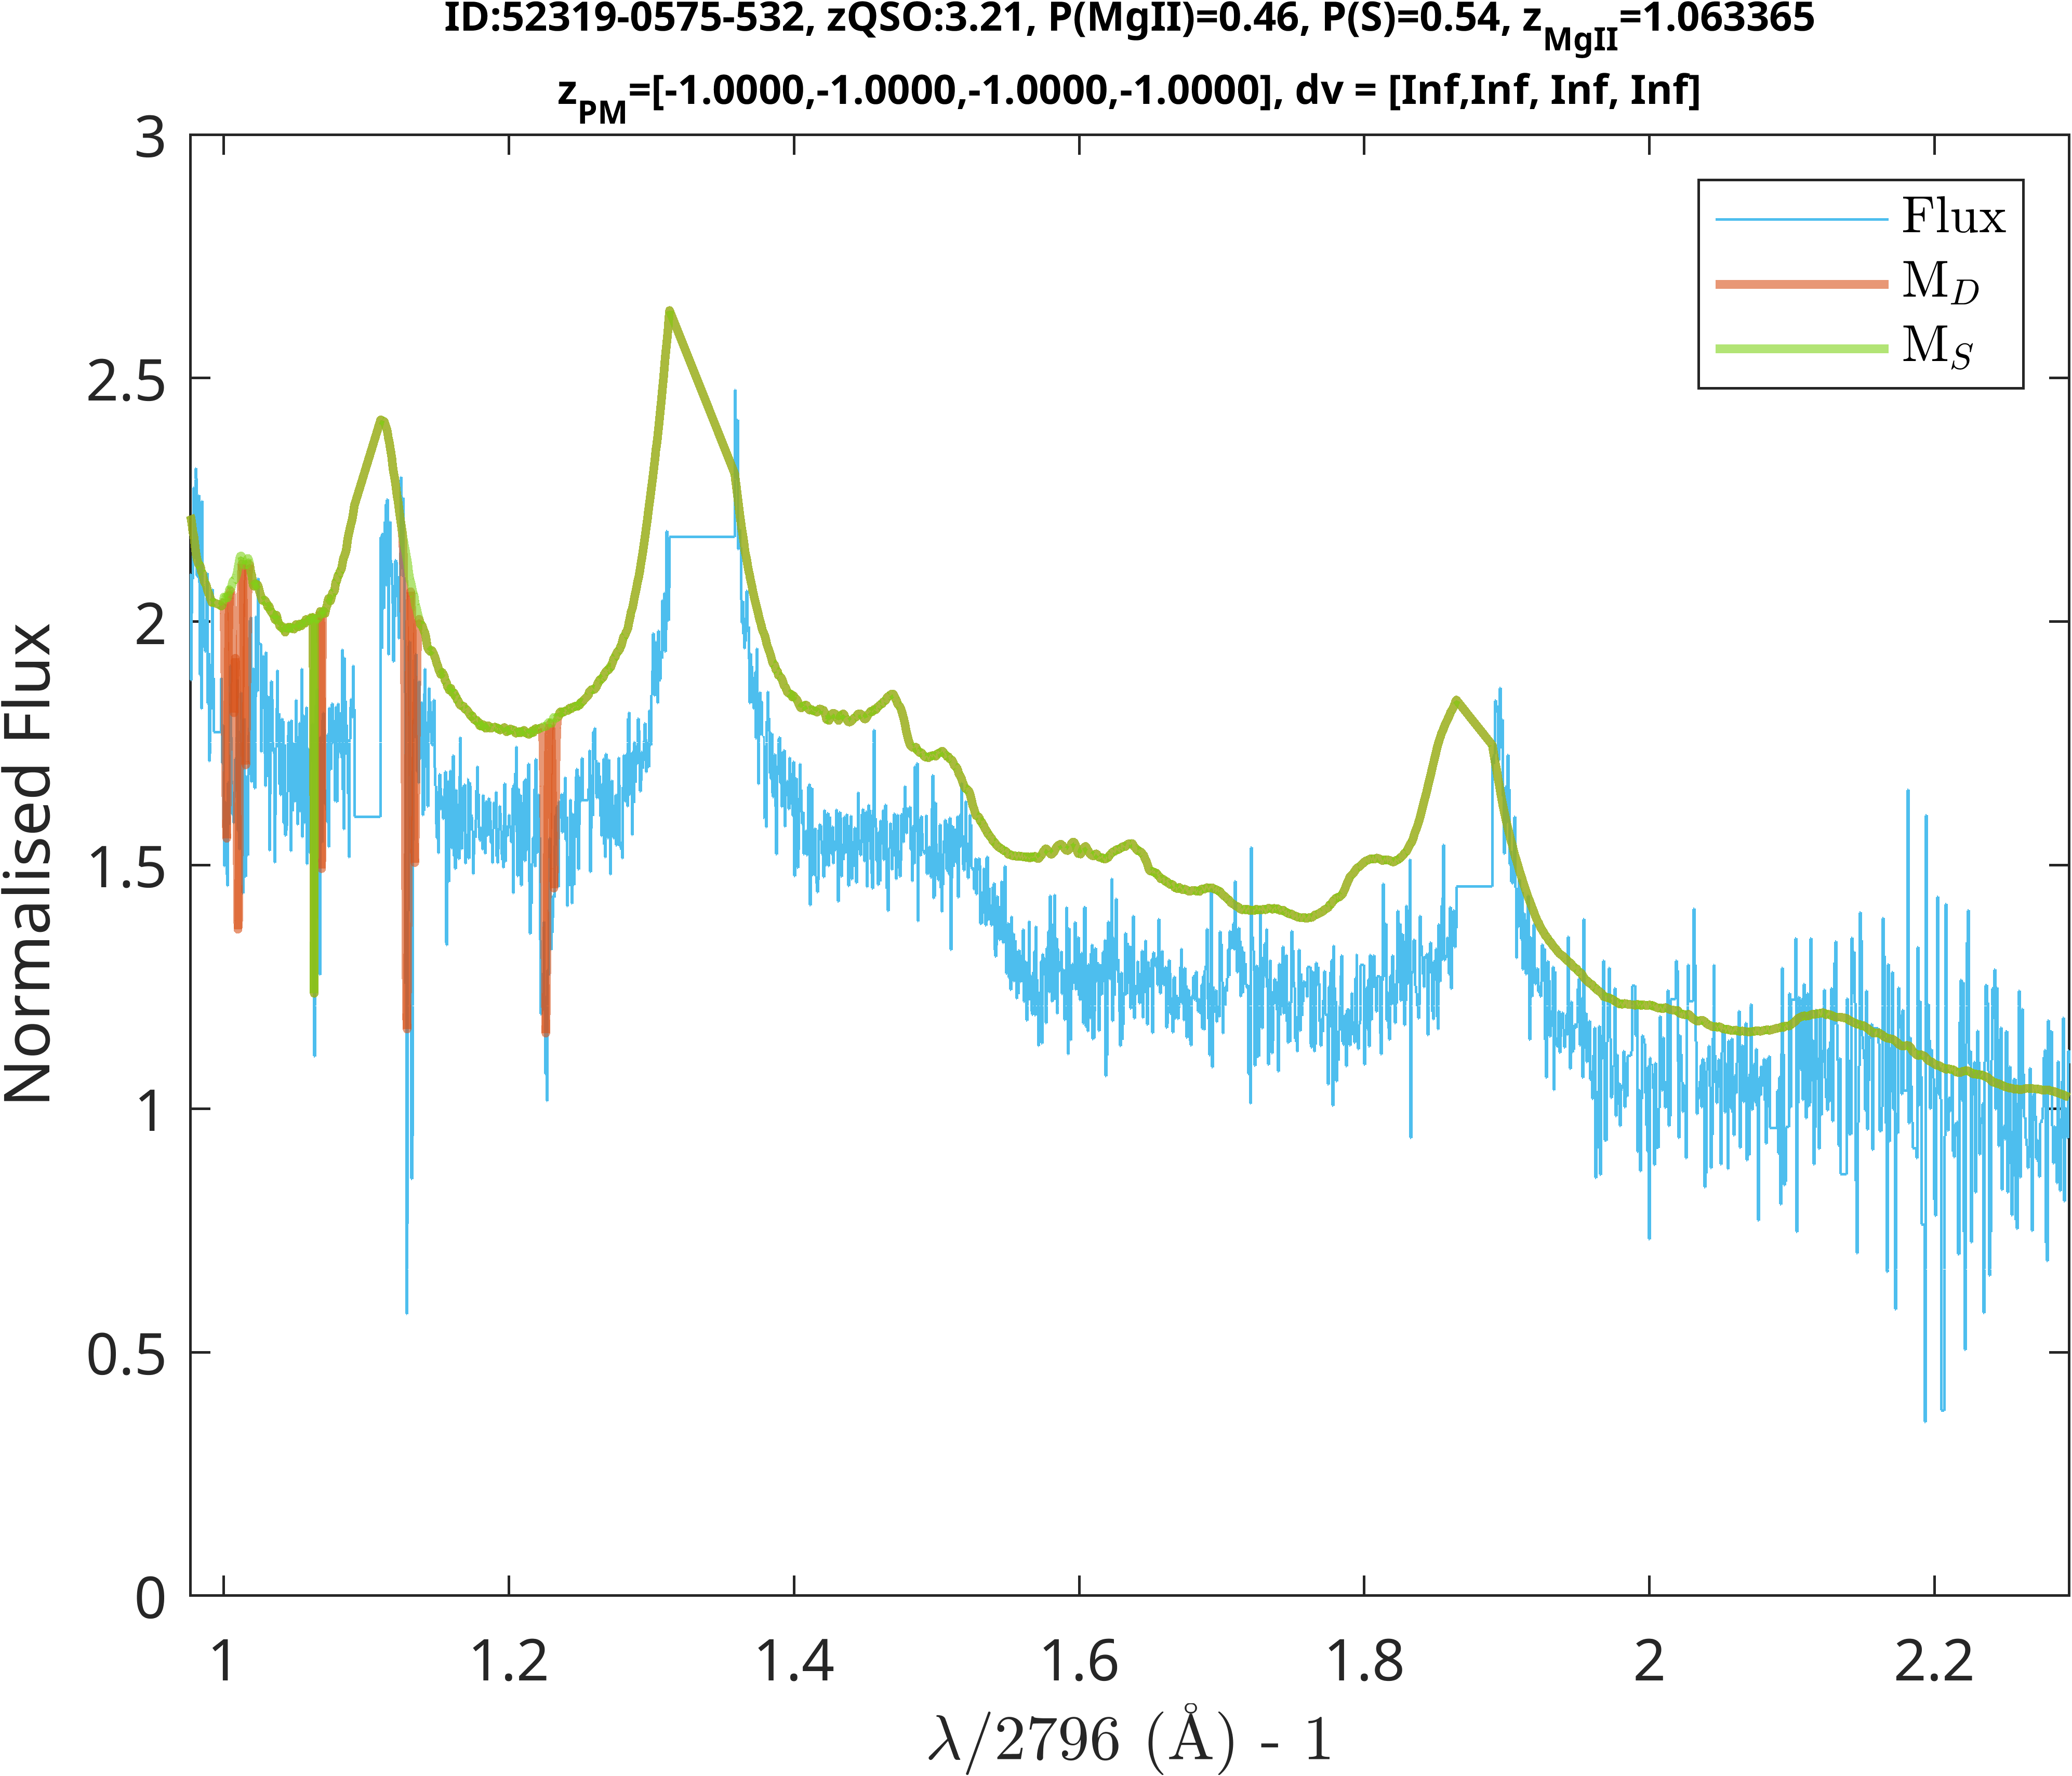 ID:52319-0575-532, zQSO:3.21, P(MgII)=0.46, P(S)=0.54, zMgII=1.063365
zPM=[-1.0000,-1.0000,-1.0000,-1.0000], dv = [Inf,Inf, Inf, Inf]
3
2.5
2
1.5
1
0.5
0
Normalised Flux
Flux
MD
MS
1 1.2 1.4 1.6 1.8 2 2.2
λ/2796 (Å) - 1